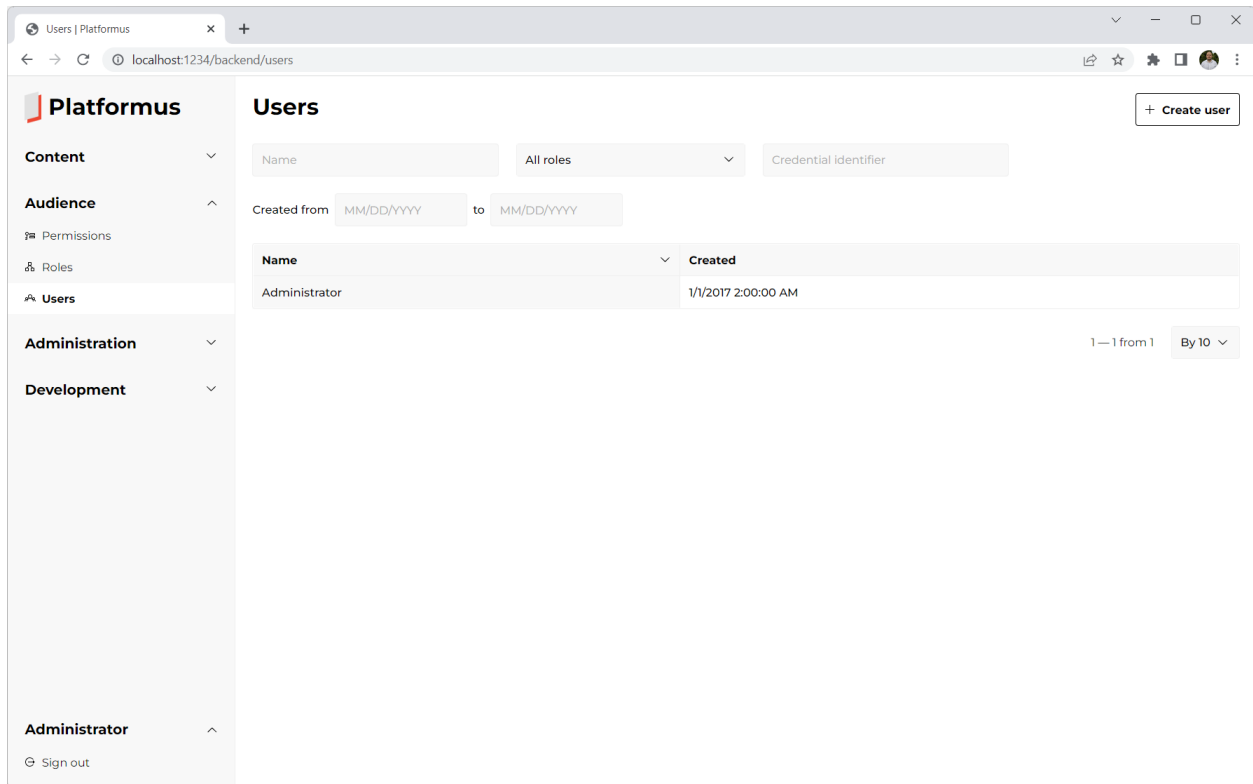 Users | Platformus
localhost:1234/backend/users
Platformus
Content
Audience
Permissions
Roles
Users
Administration
Development
Administrator
Sign out
Users
+ Create user
Name
All roles
Credential identifier
Created from MM/DD/YYYY to MM/DD/YYYY
Name Created
Administrator 1/1/2017 2:00:00 AM
1 — 1 from 1 By 10